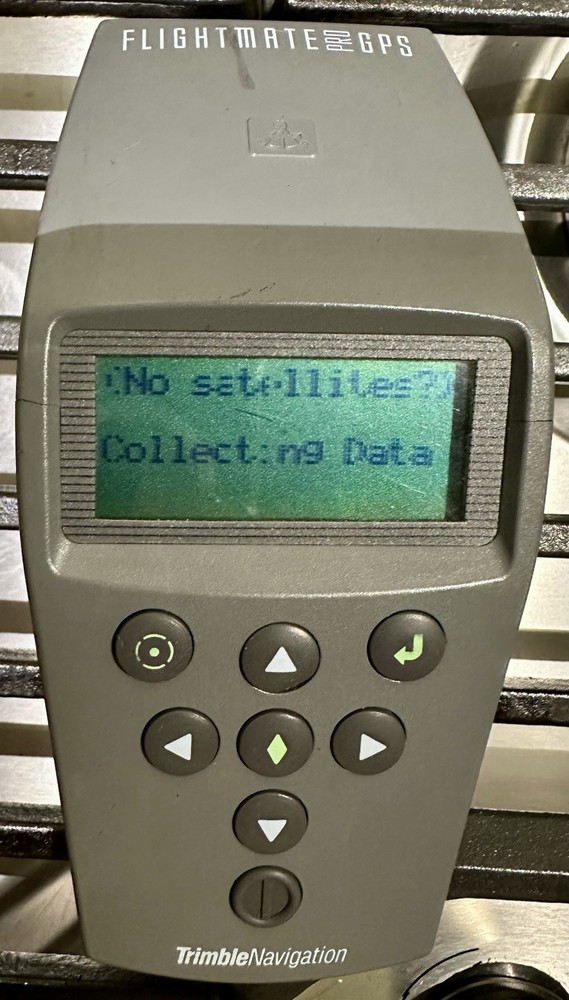 FLIGHTMATE PRO GPS
(No satellites?)
Collecting Data
TrimbleNavigation